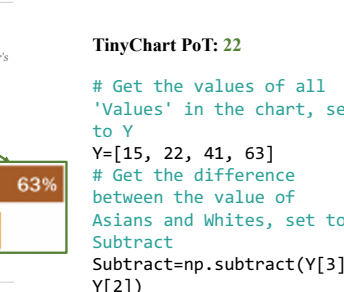 r's
TinyChart PoT: 22
# Get the values of all
'Values' in the chart, se
to Y
Y=[15, 22, 41, 63]
# Get the difference
63%
between the value of
Asians and Whites, set to
Subtract
Subtract=np.subtract(Y[3]
Y[2])